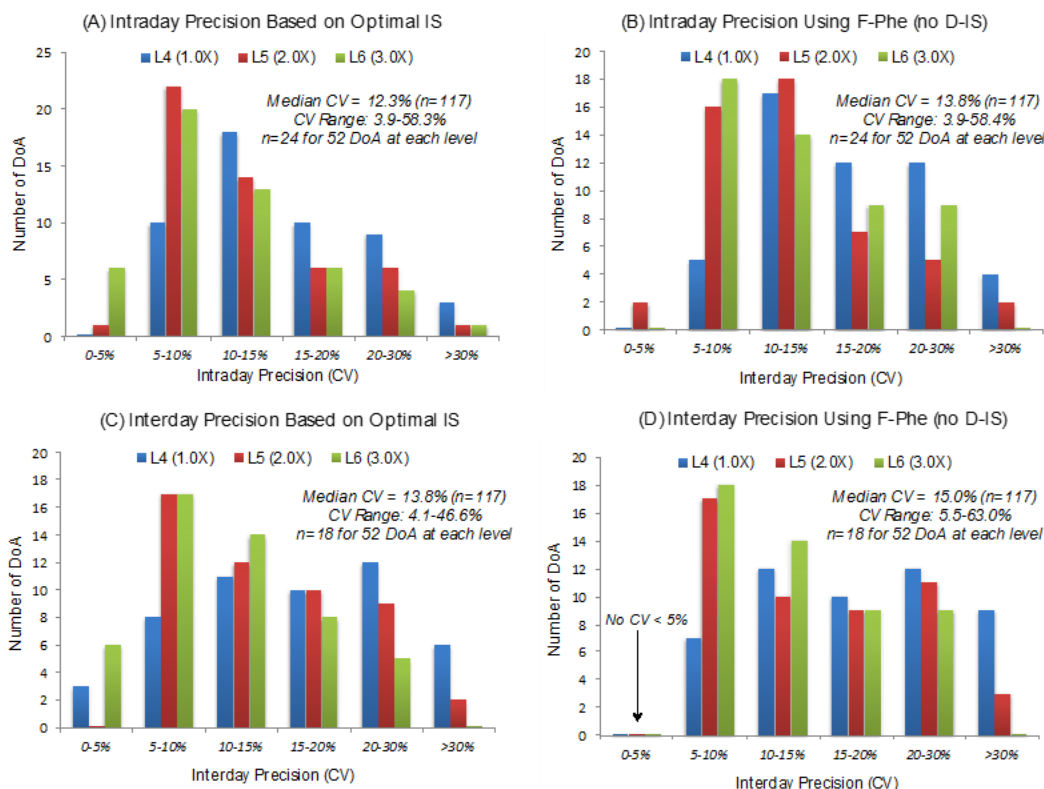 (A) Intraday Precision Based on Optimal IS
L4 (1.0X) L5 (2.0X) L6 (3.0X)
Median CV = 12.3% (n=117)
CV Range: 3.9-58.3%
n=24 for 52 DoA at each level
Number of DoA
25
20
15
10
5
0
0-5% 5-10% 10-15% 15-20% 20-30% >30%
Intraday Precision (CV)
(B) Intraday Precision Using F-Phe (no D-IS)
L4 (1.0X) L5 (2.0X) L6 (3.0X)
Median CV = 13.8% (n=117)
CV Range: 3.9-58.4%
n=24 for 52 DoA at each level
Number of DoA
20
18
16
14
12
10
8
6
4
2
0
0-5% 5-10% 10-15% 15-20% 20-30% >30%
Interday Precision (CV)
(C) Interday Precision Based on Optimal IS
L4 (1.0X) L5 (2.0X) L6 (3.0X)
Median CV = 13.8% (n=117)
CV Range: 4.1-46.6%
n=18 for 52 DoA at each level
Number of DoA
20
18
16
14
12
10
8
6
4
2
0
0-5% 5-10% 10-15% 15-20% 20-30% >30%
Interday Precision (CV)
(D) Interday Precision Using F-Phe (no D-IS)
L4 (1.0X) L5 (2.0X) L6 (3.0X)
Median CV = 15.0% (n=117)
CV Range: 5.5-63.0%
n=18 for 52 DoA at each level
No CV < 5%
Number of DoA
20
18
16
14
12
10
8
6
4
2
0
0-5% 5-10% 10-15% 15-20% 20-30% >30%
Interday Precision (CV)